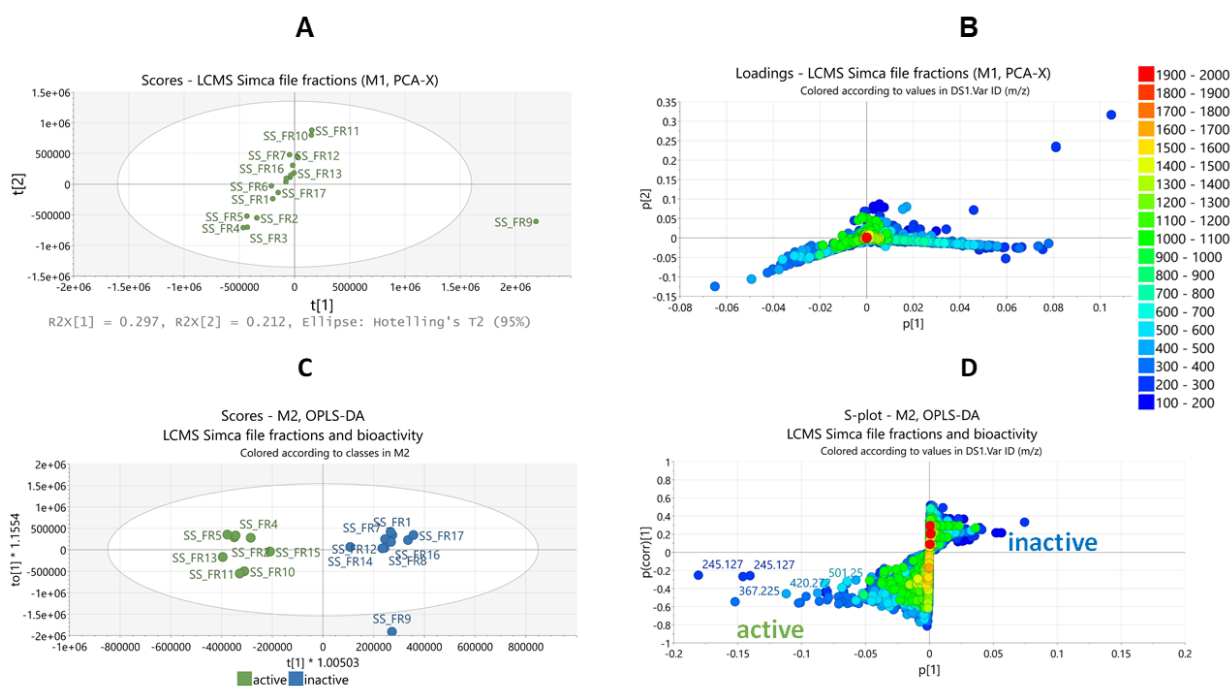 A
Scores - LCMS Simca file fractions (M1, PCA-X)
1.5e+06
1e+06
500000
0
-500000
-1e+06
-1.5e+06
t[2]
SS_FR11
SS_FR10
SS_FR7
SS_FR12
SS_FR16
SS_FR13
SS_FR6
SS_FR17
SS_FR1
SS_FR5
SS_FR2
SS_FR4
SS_FR3
SS_FR9
-2e+06
-1.5e+06
-1e+06
-500000
0
500000
1e+06
1.5e+06
2e+06
t[1]
R2X[1] = 0.297, R2X[2] = 0.212, Ellipse: Hotelling's T2 (95%)
B
Loadings - LCMS Simca file fractions (M1, PCA-X)
Colored according to values in DS1.Var ID (m/z)
0.35
0.3
0.25
0.2
0.15
0.1
0.05
0
-0.05
-0.1
-0.15
p[2]
-0.08
-0.06
-0.04
-0.02
0
0.02
0.04
0.06
0.08
0.1
p[1]
1900 - 2000
1800 - 1900
1700 - 1800
1600 - 1700
1500 - 1600
1400 - 1500
1300 - 1400
1200 - 1300
1100 - 1200
1000 - 1100
900 - 1000
800 - 900
700 - 800
600 - 700
500 - 600
400 - 500
300 - 400
200 - 300
100 - 200
C
Scores - M2, OPLS-DA
LCMS Simca file fractions and bioactivity
Colored according to classes in M2
2e+06
1.5e+06
1e+06
500000
0
-500000
-1e+06
-1.5e+06
-2e+06
to[1] * 1.1554
SS_FR4
SS_FR5
SS_FR2
SS_FR15
SS_FR13
SS_FR11
SS_FR10
SS_FR1
SS_FR7
SS_FR17
SS_FR12
SS_FR16
SS_FR14
SS_FR8
SS_FR9
-800000
-600000
-400000
-200000
0
200000
400000
600000
800000
t[1] * 1.00503
active
inactive
D
S-plot - M2, OPLS-DA
LCMS Simca file fractions and bioactivity
Colored according to values in DS1.Var ID (m/z)
1
0.8
0.6
0.4
0.2
0
-0.2
-0.4
-0.6
-0.8
-1
p(corr)[1]
inactive
245.127
245.127
501.25
420.277
367.225
active
-0.2
-0.15
-0.1
-0.05
0
0.05
0.1
0.15
0.2
p[1]